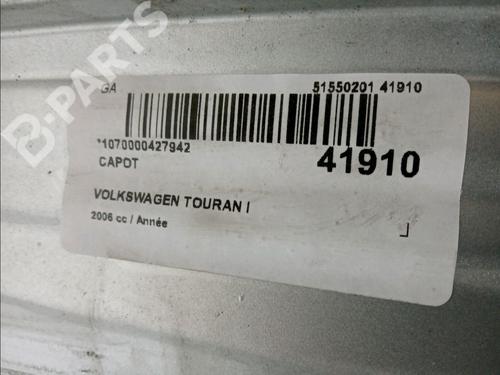 B-PARTS
GA 51550201 41910
*1070000427942
CAPOT 41910
VOLKSWAGEN TOURAN I
2006 cc / Année